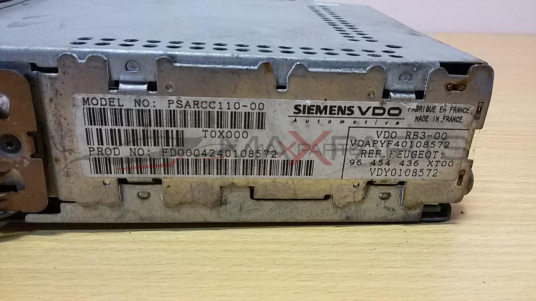 MODEL NO: PSARCC110-00
SIEMENS VDO
Automotive
FABRIQUE EN FRANCE
MADE IN FRANCE
T0X000
VDO RB3-00
VDAPYF40108572
REF. PEUGEOT:
96 454 436 XT00
VDY0108572
PROD NO: FD0004240108572